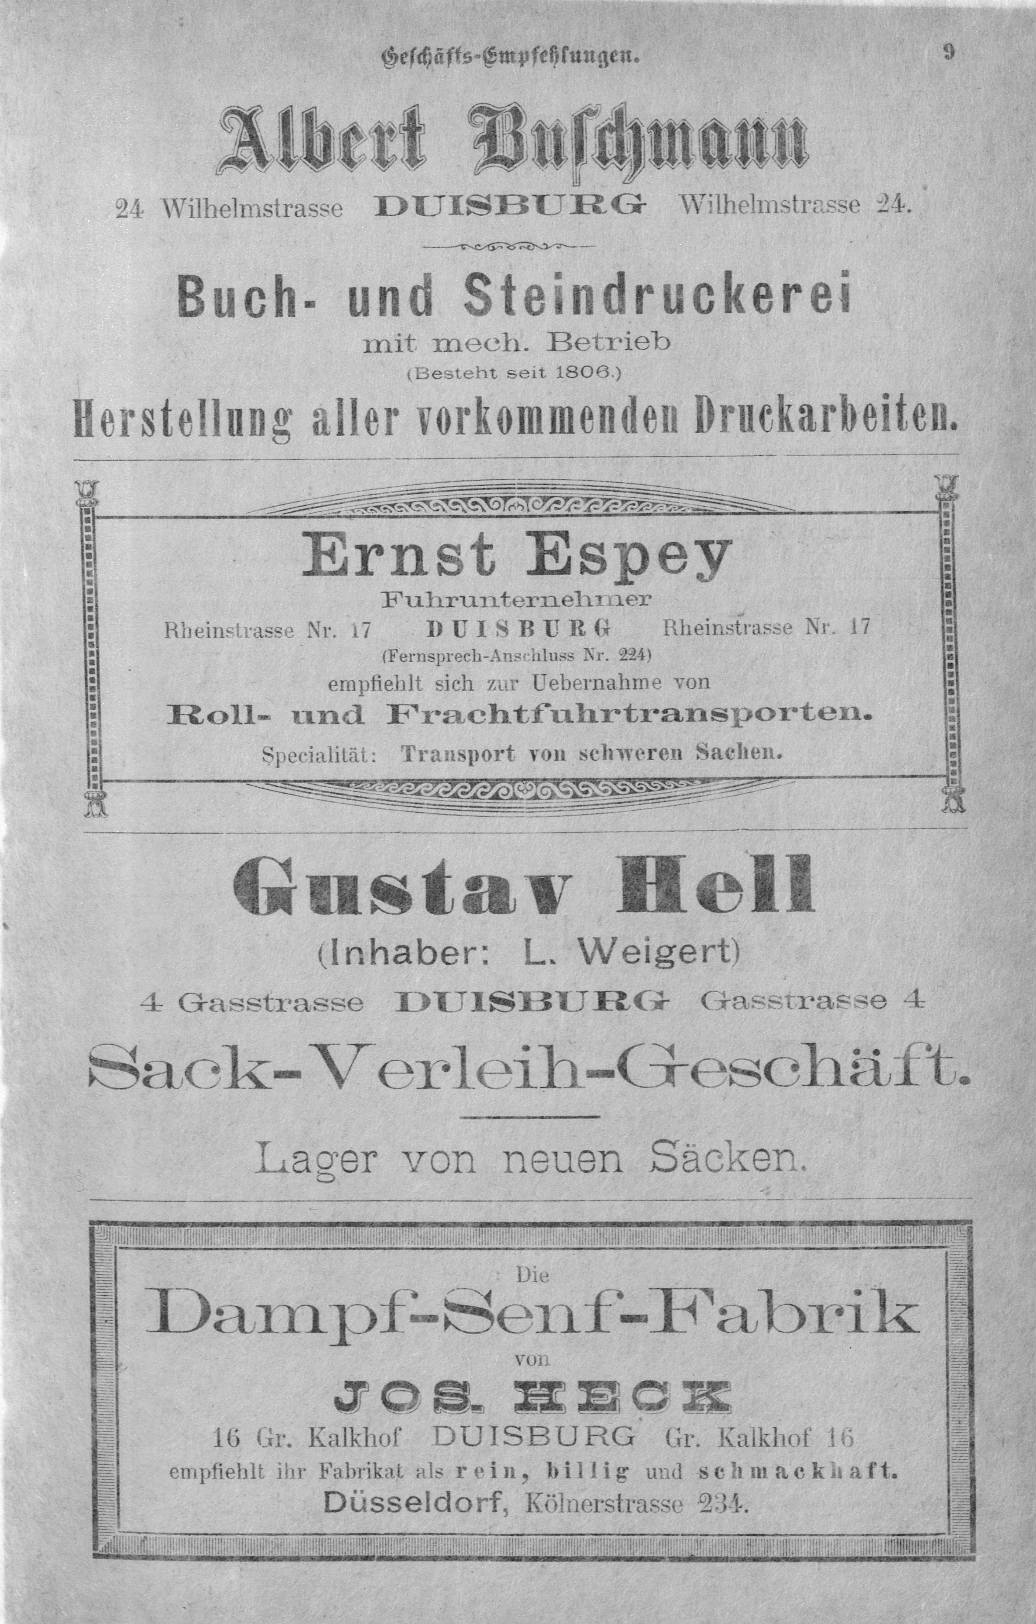 Geschäfts-Empfehlungen. 9
Albert Buschmann
24 Wilhelmstrasse DUISBURG Wilhelmstrasse 24.
Buch- und Steindruckerei
mit mech. Betrieb
(Besteht seit 1806.)
Herstellung aller vorkommenden Druckarbeiten.
Ernst Espey
Fuhrunternehmer
Rheinstrasse Nr. 17 DUISBURG Rheinstrasse Nr. 17
(Fernsprech-Anschluss Nr. 224)
empfiehlt sich zur Uebernahme von
Roll- und Frachtfuhrtransporten.
Specialität: Transport von schweren Sachen.
Gustav Hell
(Inhaber: L. Weigert)
4 Gasstrasse DUISBURG Gasstrasse 4
Sack-Verleih-Geschäft.
Lager von neuen Säcken.
Die
Dampf-Senf-Fabrik
von
JOS. HECK
16 Gr. Kalkhof DUISBURG Gr. Kalkhof 16
empfiehlt ihr Fabrikat als rein, billig und schmackhaft.
Düsseldorf, Kölnerstrasse 234.